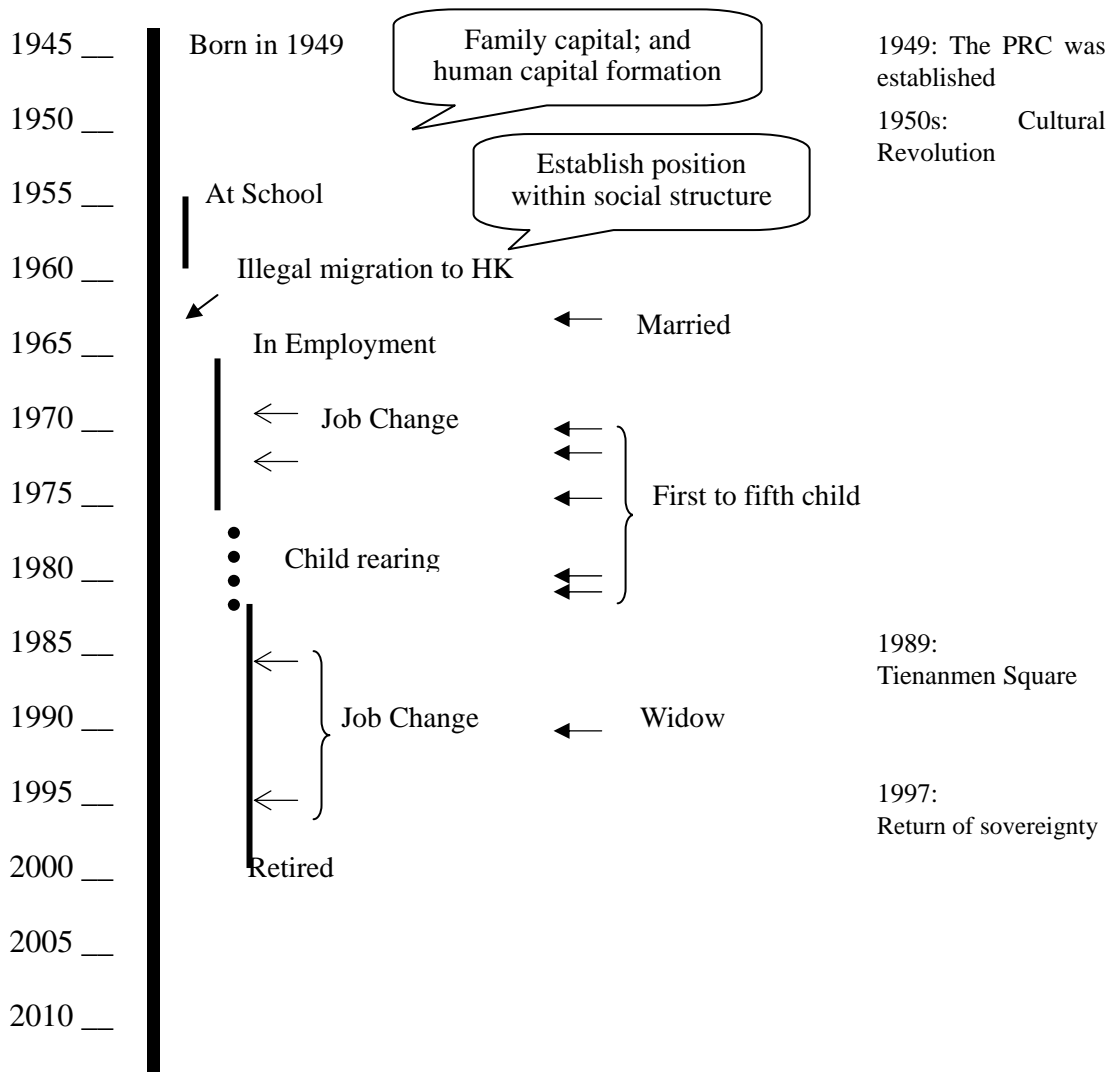 1945 __
Born in 1949
Family capital; and
human capital formation
1949: The PRC was
established
1950 __
1950s: Cultural
Revolution
Establish position
within social structure
1955 __
At School
1960 __
Illegal migration to HK
Married
1965 __
In Employment
1970 __
Job Change
1975 __
First to fifth child
1980 __
Child rearing
1985 __
1989:
Tienanmen Square
1990 __
Job Change
Widow
1995 __
1997:
Return of sovereignty
2000 __
Retired
2005 __
2010 __